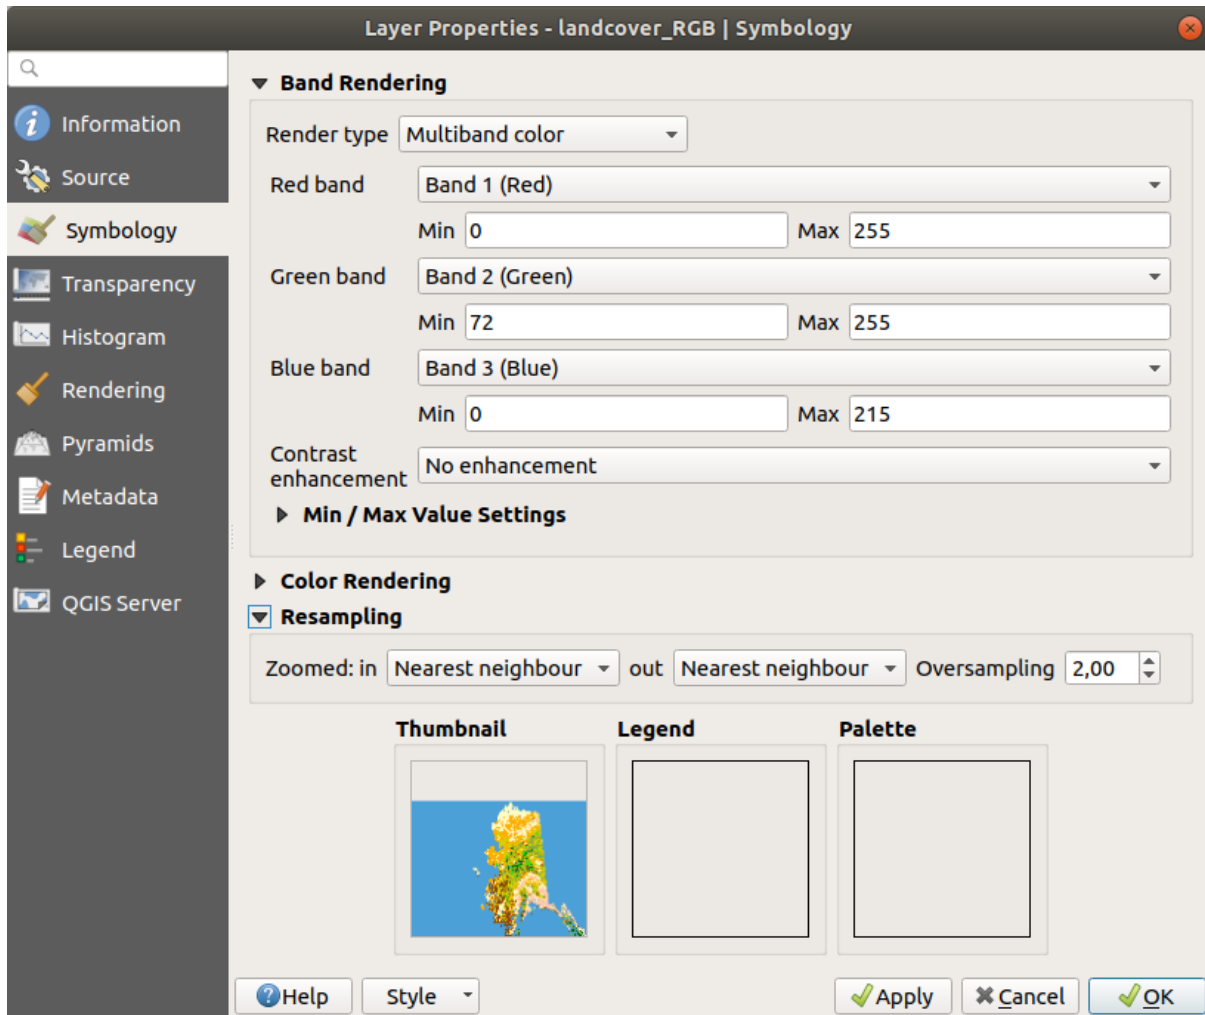 Layer Properties - landcover_RGB | Symbology
Information
Source
Symbology
Transparency
Histogram
Rendering
Pyramids
Metadata
Legend
QGIS Server
Band Rendering
Render type Multiband color
Red band Band 1 (Red)
Min 0 Max 255
Green band Band 2 (Green)
Min 72 Max 255
Blue band Band 3 (Blue)
Min 0 Max 215
Contrast
enhancement No enhancement
Min / Max Value Settings
Color Rendering
Resampling
Zoomed: in Nearest neighbour out Nearest neighbour Oversampling 2,00
Thumbnail Legend Palette
Help Style Apply Cancel OK